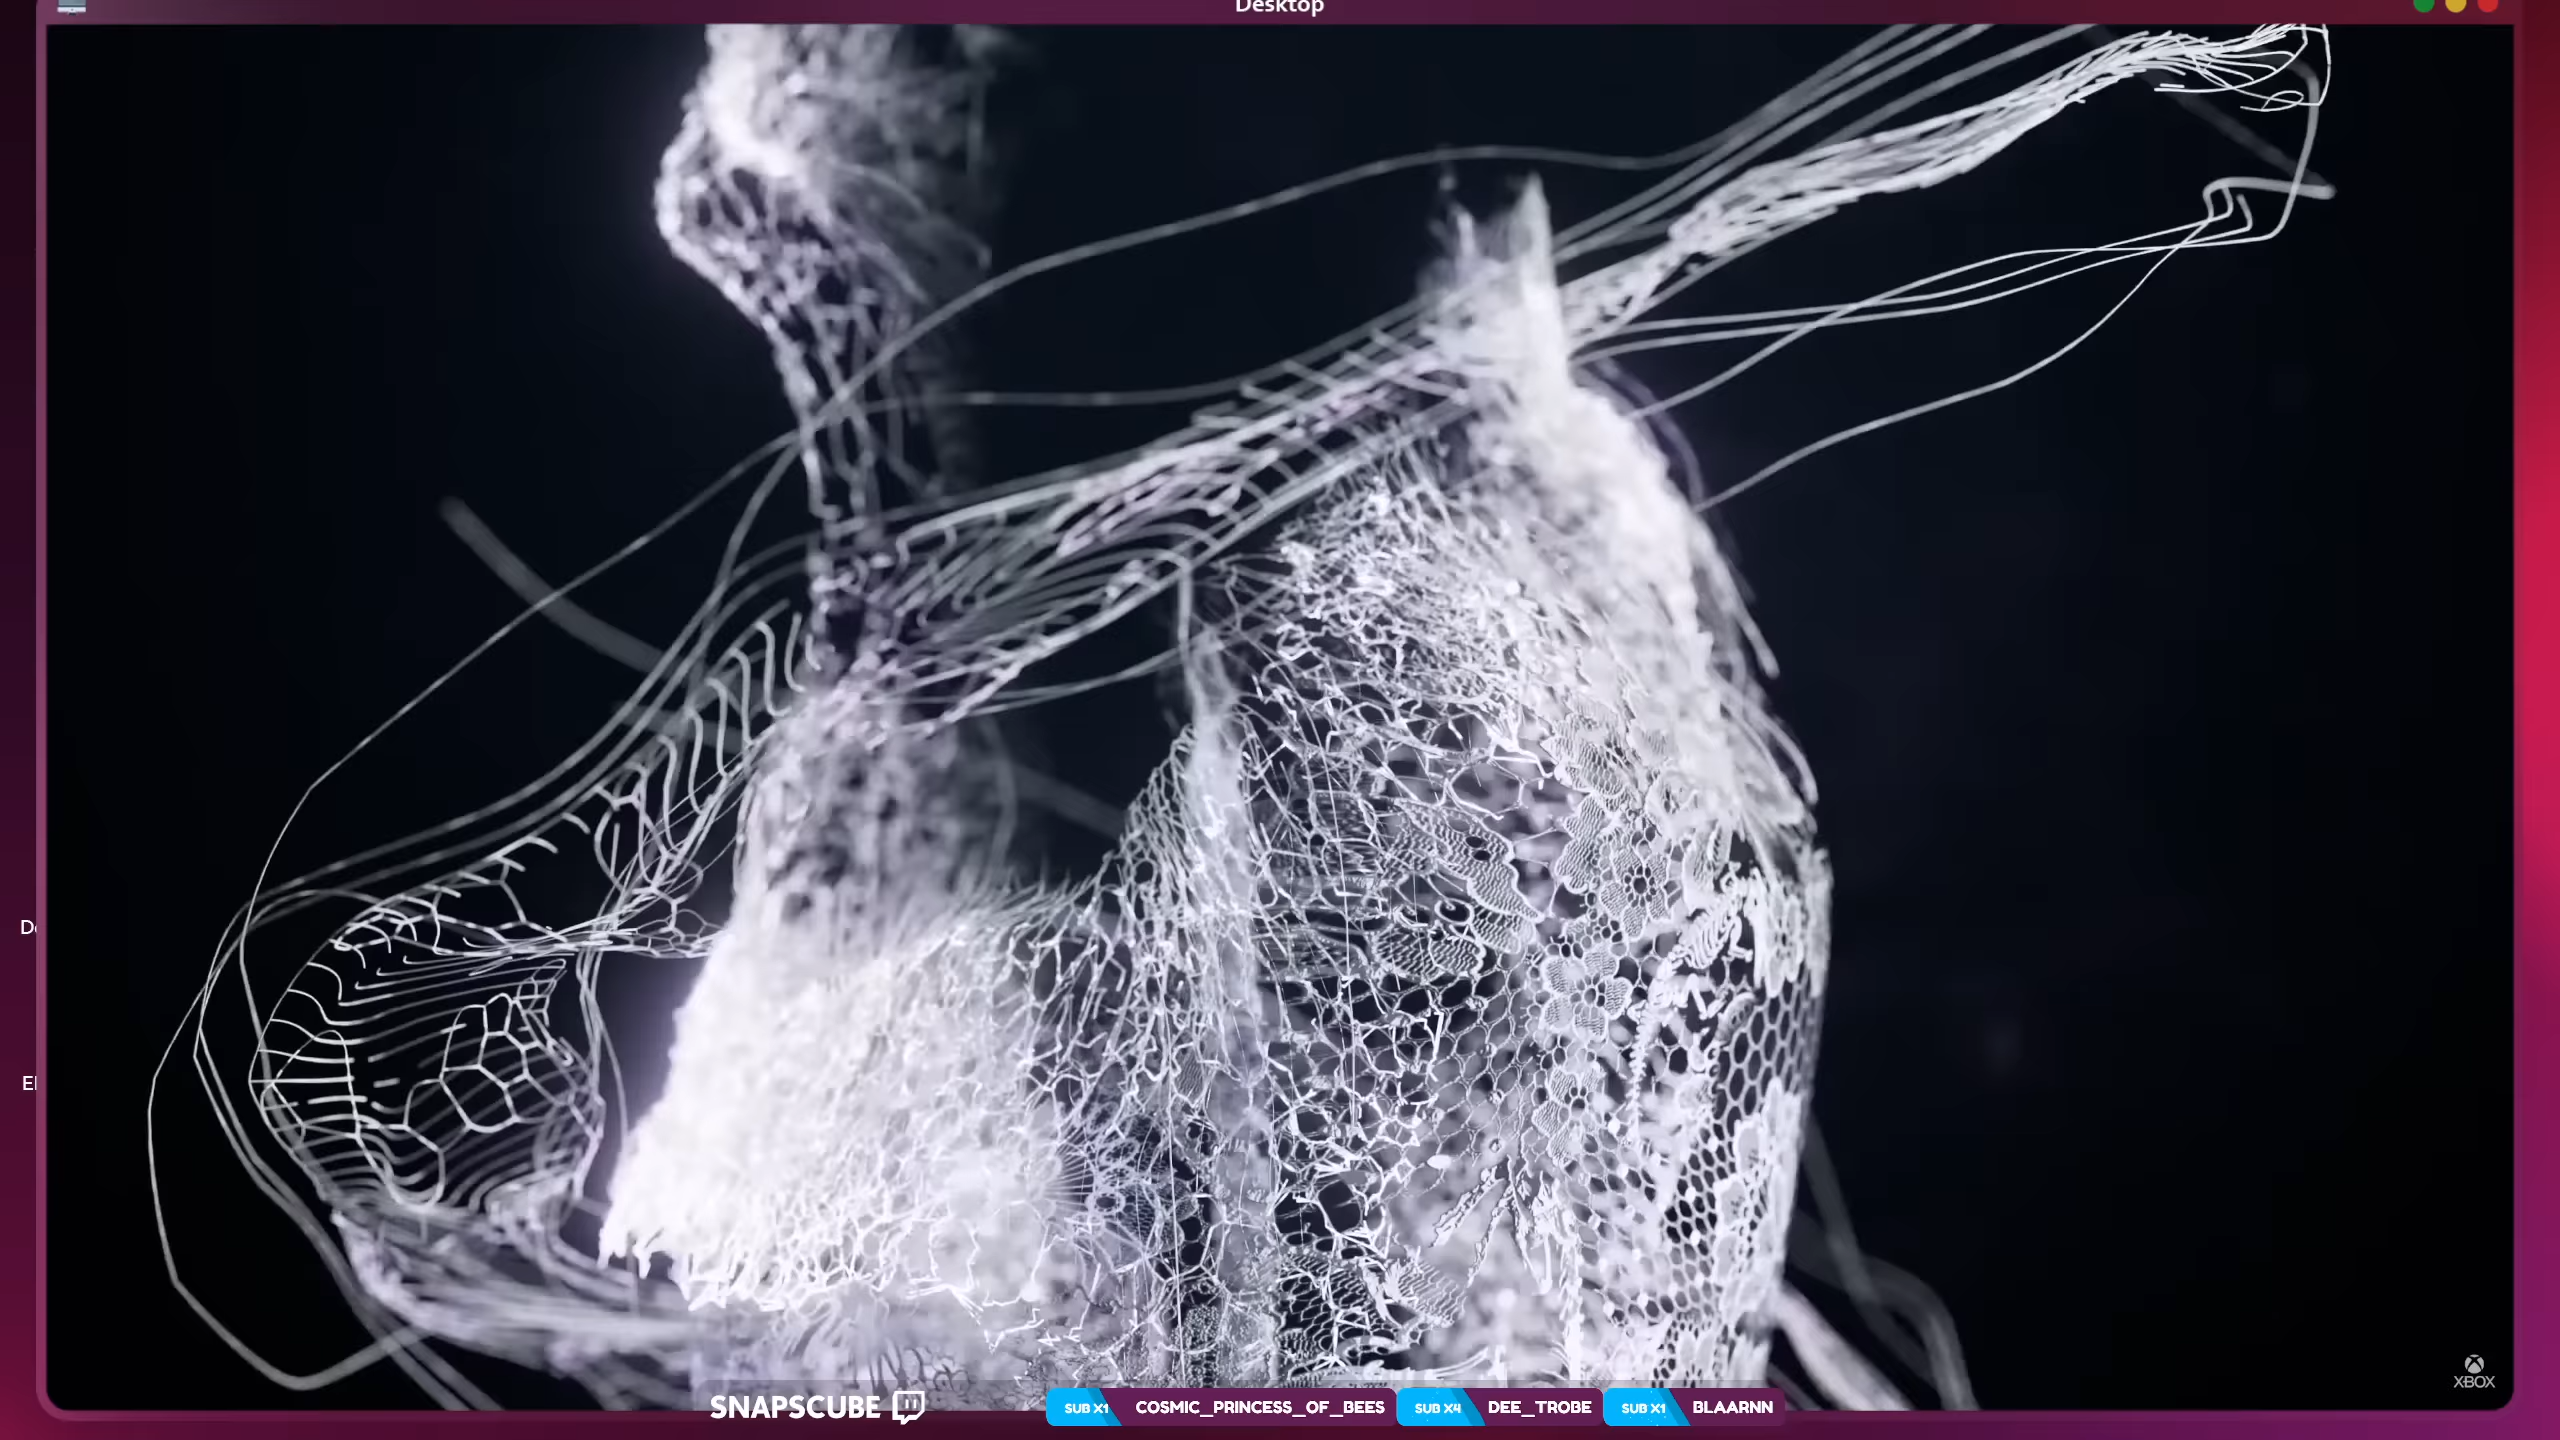 Desktop
XBOX
SNAPSCUBE
SUB X1 COSMIC_PRINCESS_OF_BEES SUB X4 DEE_TROBE SUB X1 BLAARNN